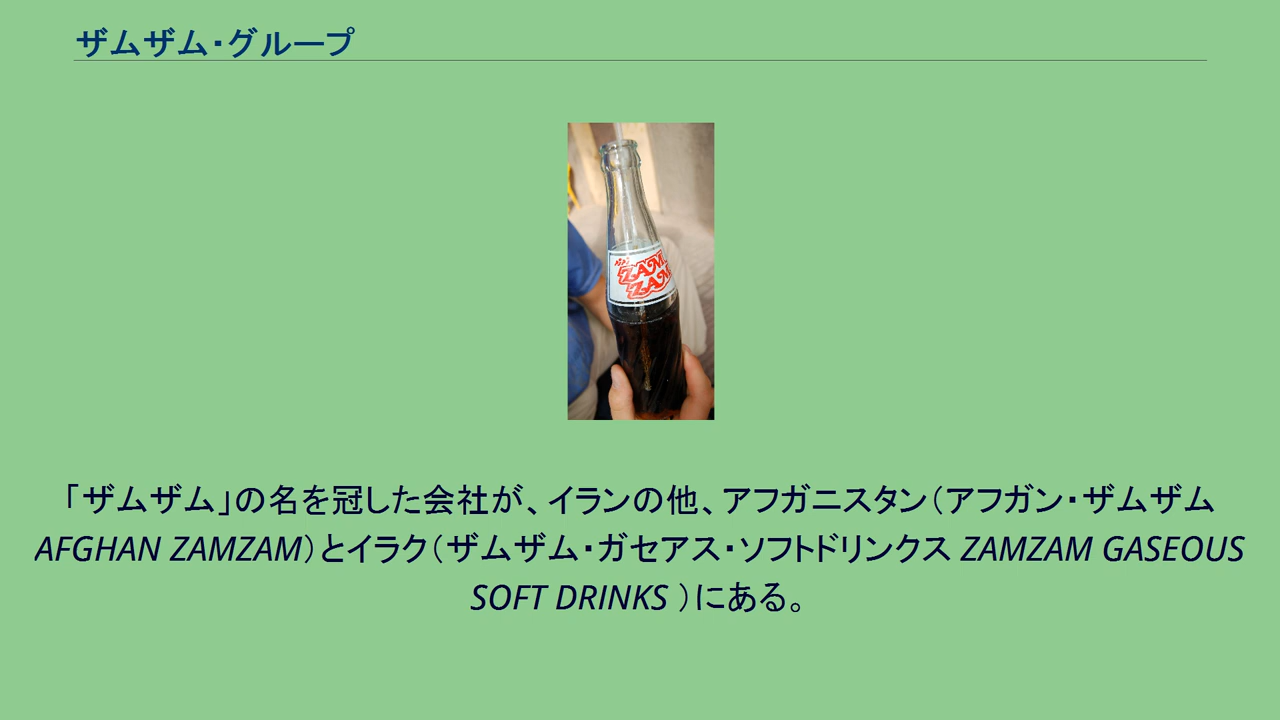 ザムザム・グループ
ZAM
ZAM
「ザムザム」の名を冠した会社が、イランの他、アフガニスタン（アフガン・ザムザム
AFGHAN ZAMZAM）とイラク（ザムザム・ガセアス・ソフトドリンクス ZAMZAM GASEOUS
SOFT DRINKS ）にある。